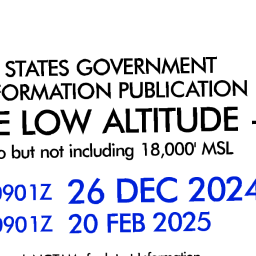 STATES GOVERNMENT
FORMATION PUBLICATION
E LOW ALTITUDE -
o but not including 18,000' MSL
0901Z 26 DEC 2024
0901Z 20 FEB 2025